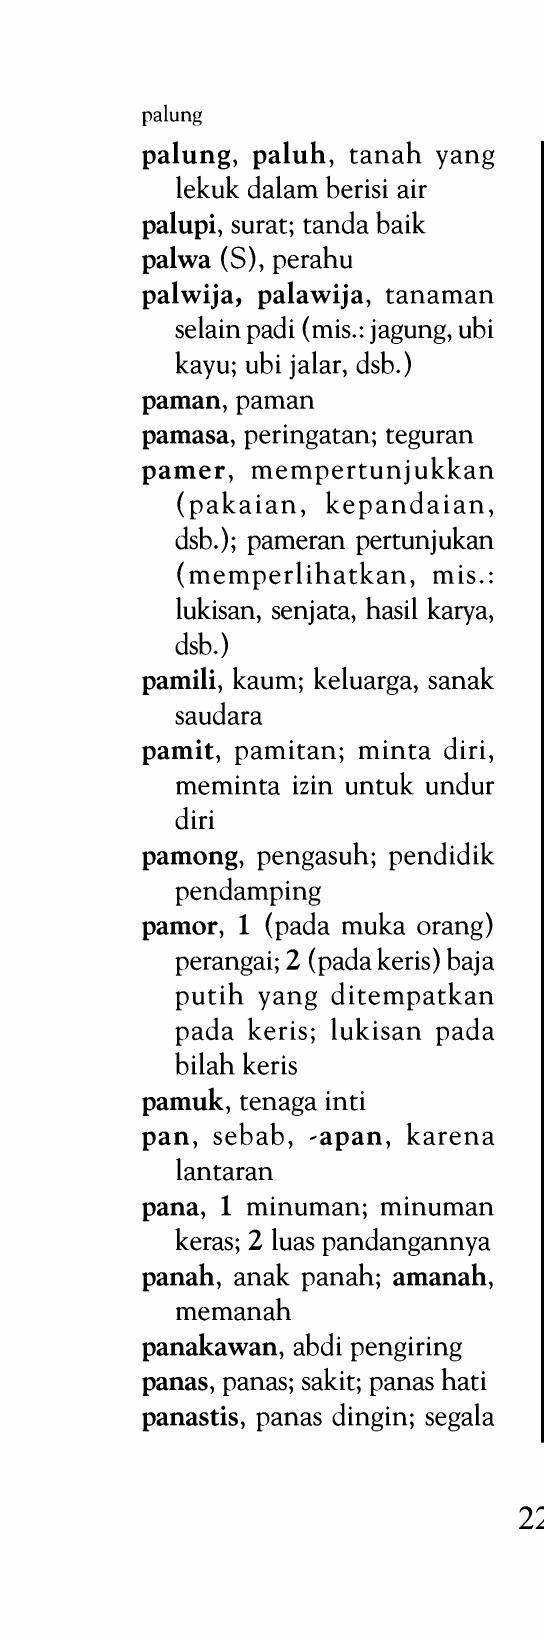 palung
palung, paluh, tanah yang
lekuk dalam berisi air
palupi, surat; tanda baik
palwa (S), perahu
palwija, palawija, tanaman
selain padi (mis.: jagung, ubi
kayu; ubi jalar, dsb.)
paman, paman
pamasa, peringatan; teguran
pamer, mempertunjukkan
(pakaian, kepandaian,
dsb.); pameran pertunjukan
(memperlihatkan, mis.:
lukisan, senjata, hasil karya,
dsb.)
pamili, kaum; keluarga, sanak
saudara
pamit, pamitan; minta diri,
meminta izin untuk undur
diri
pamong, pengasuh; pendidik
pendamping
pamor, 1 (pada muka orang)
perangai; 2 (pada keris) baja
putih yang ditempatkan
pada keris; lukisan pada
bilah keris
pamuk, tenaga inti
pan, sebab, -apan, karena
lantaran
pana, 1 minuman; minuman
keras; 2 luas pandangannya
panah, anak panah; amanah,
memanah
panakawan, abdi pengiring
panas, panas; sakit; panas hati
panastis, panas dingin; segala